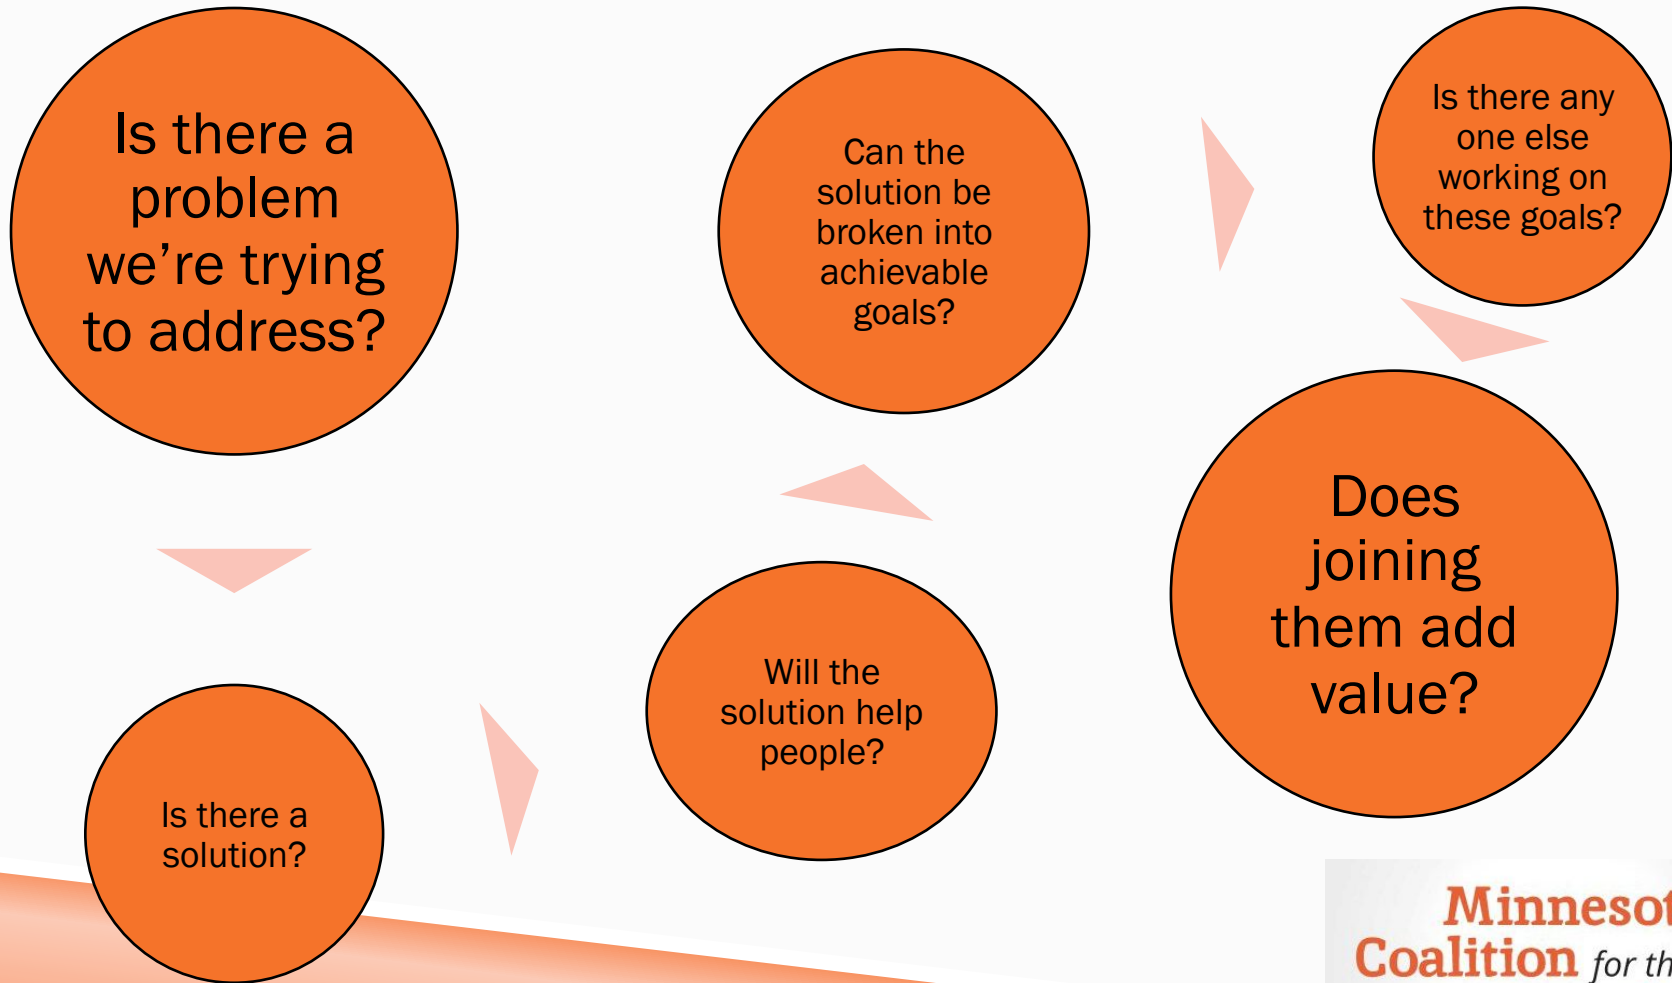 Is there a
problem
we’re trying
to address?
Is there a
solution?
Will the
solution help
people?
Can the
solution be
broken into
achievable
goals?
Is there any
one else
working on
these goals?
Does
joining
them add
value?
Coalition for